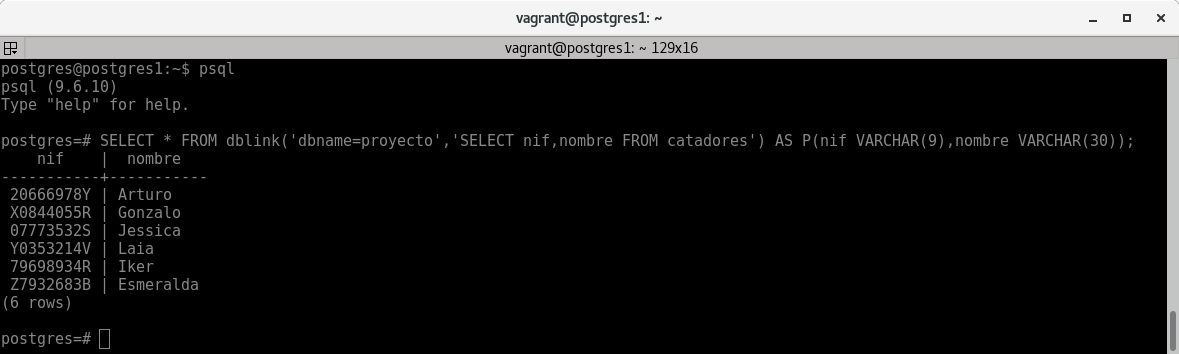 vagrant@postgres1: ~
vagrant@postgres1: ~ 129x16
postgres@postgres1:~$ psql
psql (9.6.10)
Type "help" for help.

postgres=# SELECT * FROM dblink('dbname=proyecto','SELECT nif,nombre FROM catadores') AS P(nif VARCHAR(9),nombre VARCHAR(30));
    nif    |  nombre
-----------+-----------
 20666978Y | Arturo
 X0844055R | Gonzalo
 07773532S | Jessica
 Y0353214V | Laia
 79698934R | Iker
 Z7932683B | Esmeralda
(6 rows)

postgres=#